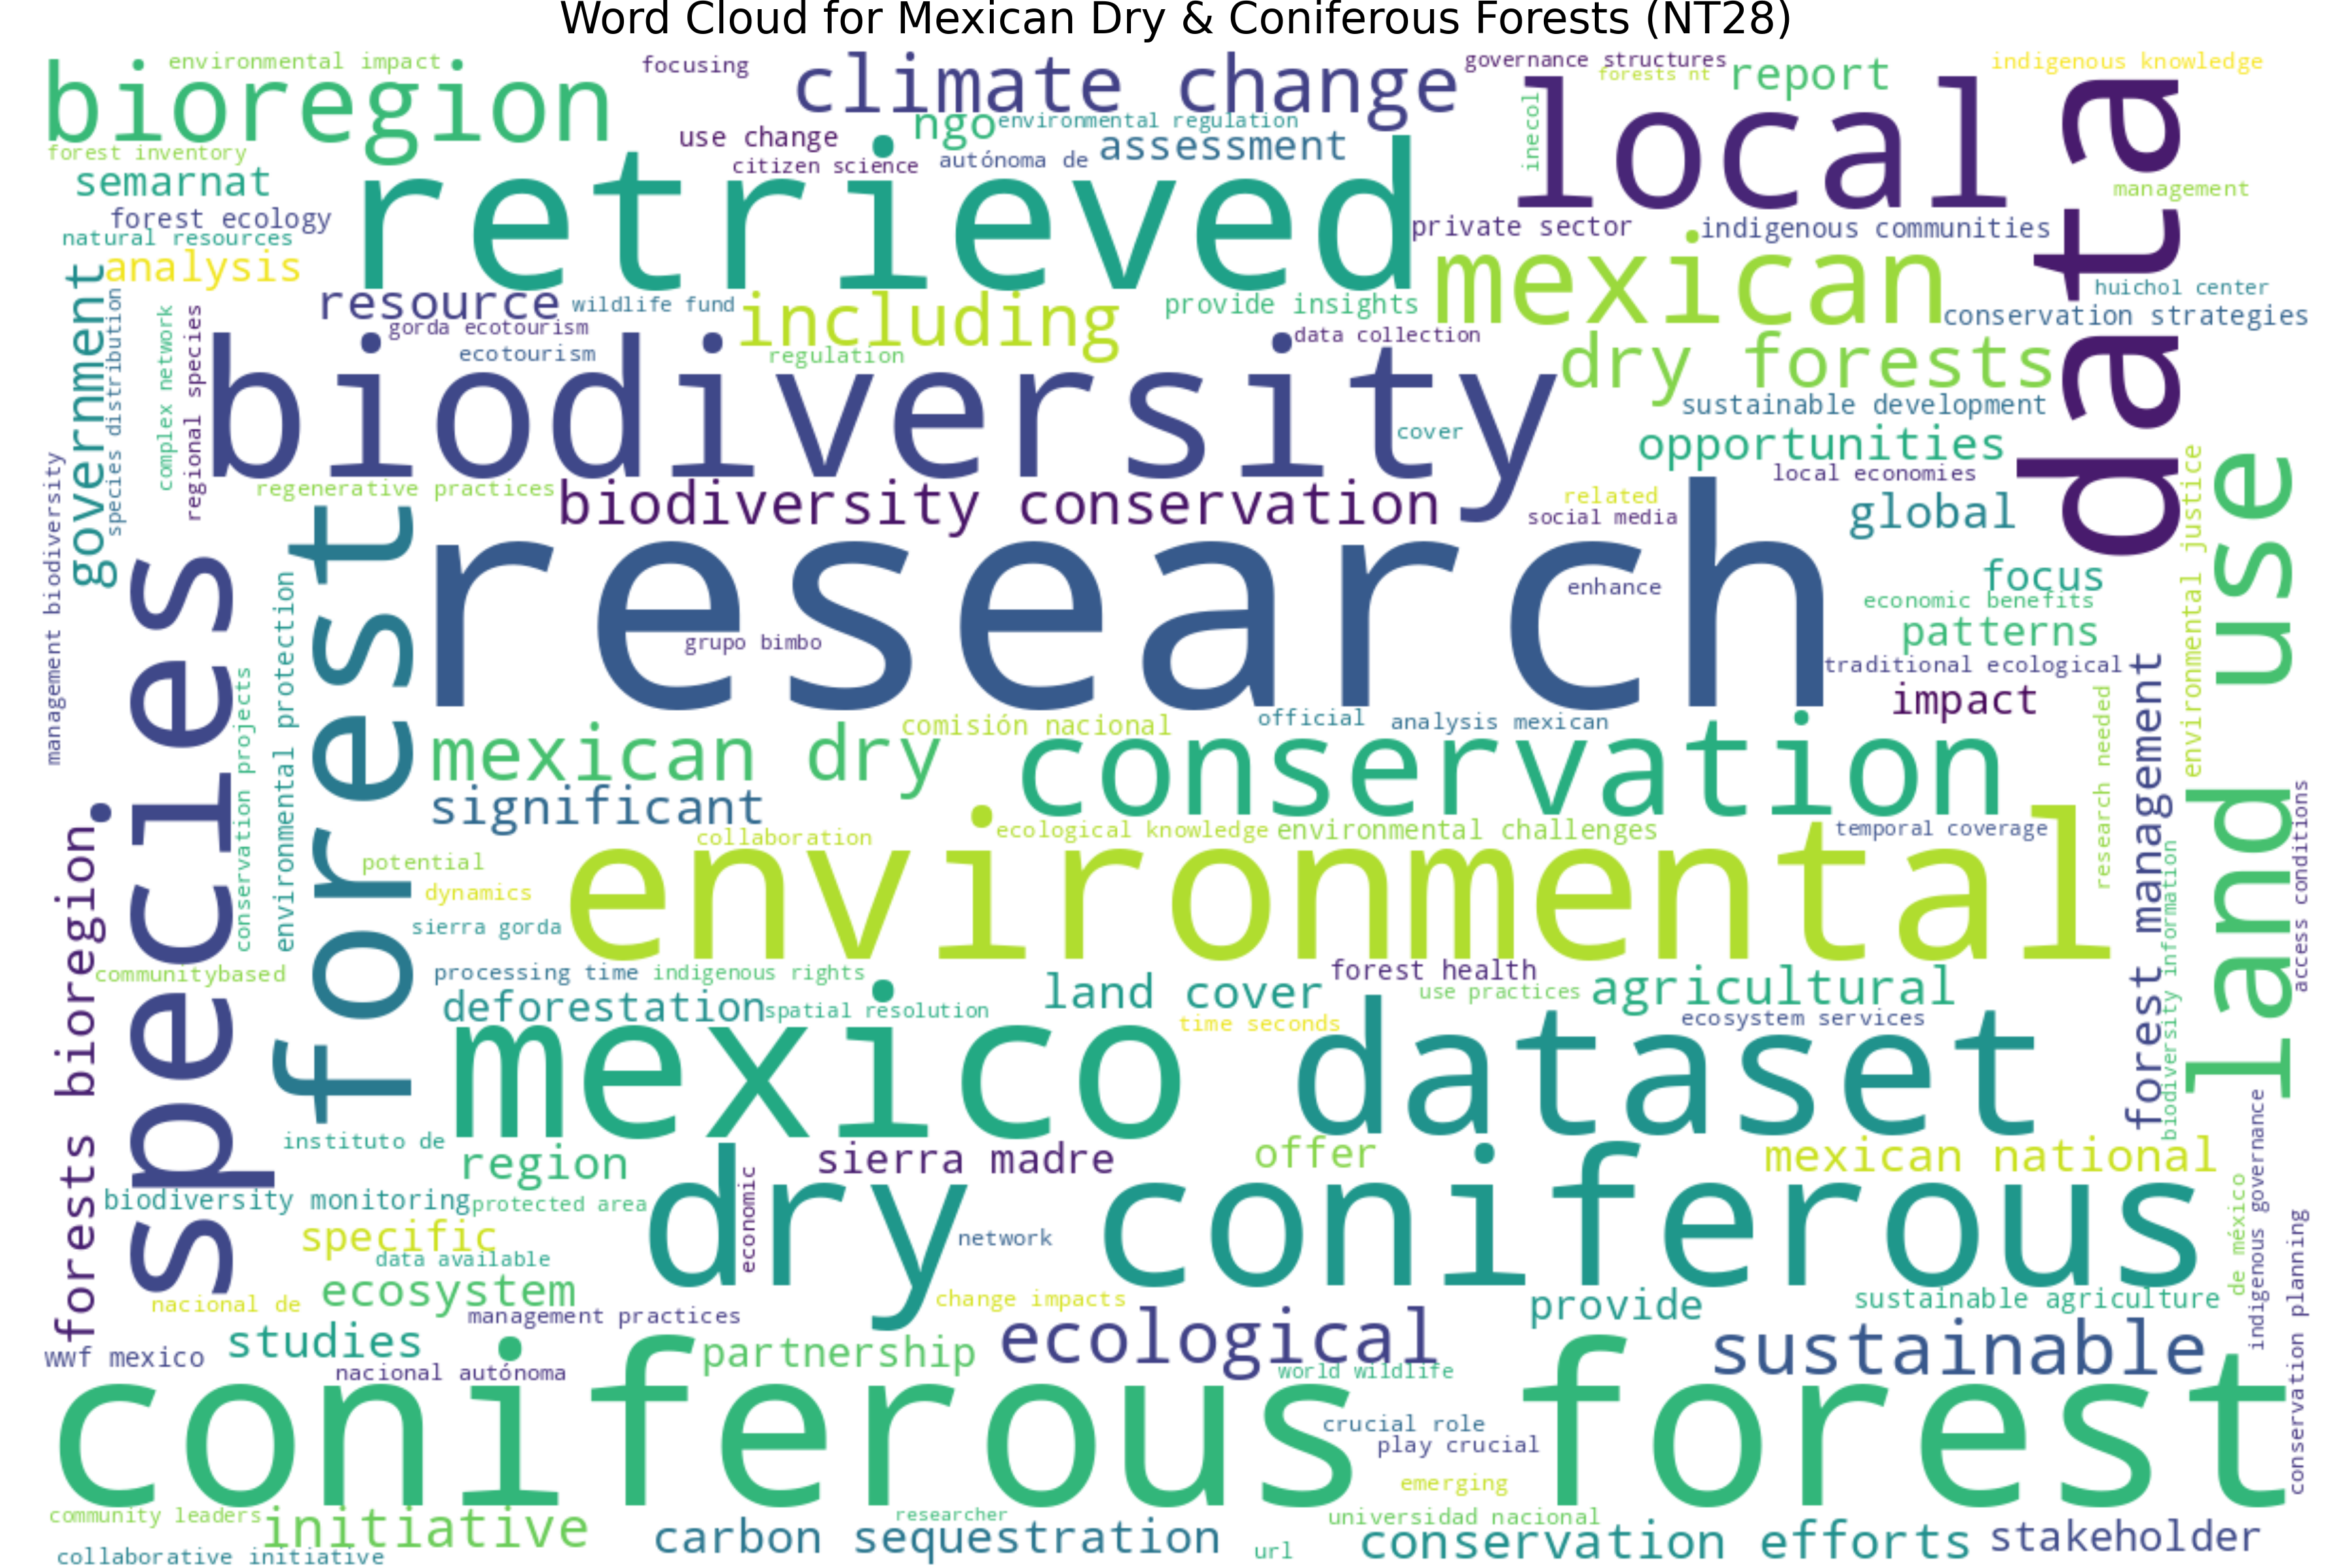 Word Cloud for Mexican Dry & Coniferous Forests (NT28)
environmental impact
focusing
climate change
governance structures
forests nt
report
indigenous knowledge
bioregion
use change
ngo
environmental regulation
local
data
forest inventory
citizen science
autónoma de
assessment
inecol
semarnat
retrieved
management
forest ecology
private sector
indigenous communities
natural resources
analysis
mexican
government
species distribution
complex network
regional species
resource
wildlife fund
including
provide insights
huichol center
conservation strategies
gorda ecotourism
data collection
ecotourism
regulation
dry forests
biodiversity
sustainable development
cover
opportunities
local economies
management biodiversity
regenerative practices
biodiversity conservation
related
social media
global
environmental justice
land use
species
forest
research
enhance
focus
economic benefits
grupo bimbo
patterns
environmental protection
traditional ecological
conservation projects
impact
forest management
research needed
comisión nacional
official
analysis mexican
mexican dry
conservation
significant
collaboration
ecological knowledge
environmental challenges
temporal coverage
access conditions
forests bioregion
potential
environmental
dynamics
biodiversity information
sierra gorda
communitybased
processing time
indigenous rights
forest health
deforestation
spatial resolution
land cover
use practices
agricultural
time seconds
ecosystem services
mexico
dataset
instituto de
region
sierra madre
offer
mexican national
indigenous governance
de méxico
biodiversity monitoring
protected area
economic
dry coniferous
specific
network
data available
conservation planning
ecosystem
nacional de
management practices
change impacts
provide
sustainable agriculture
wwf mexico
studies
partnership
ecological
sustainable
nacional autónoma
world wildlife
coniferous forest
crucial role
play crucial
emerging
community leaders
initiative
researcher
universidad nacional
carbon sequestration
url
conservation efforts
stakeholder
collaborative initiative